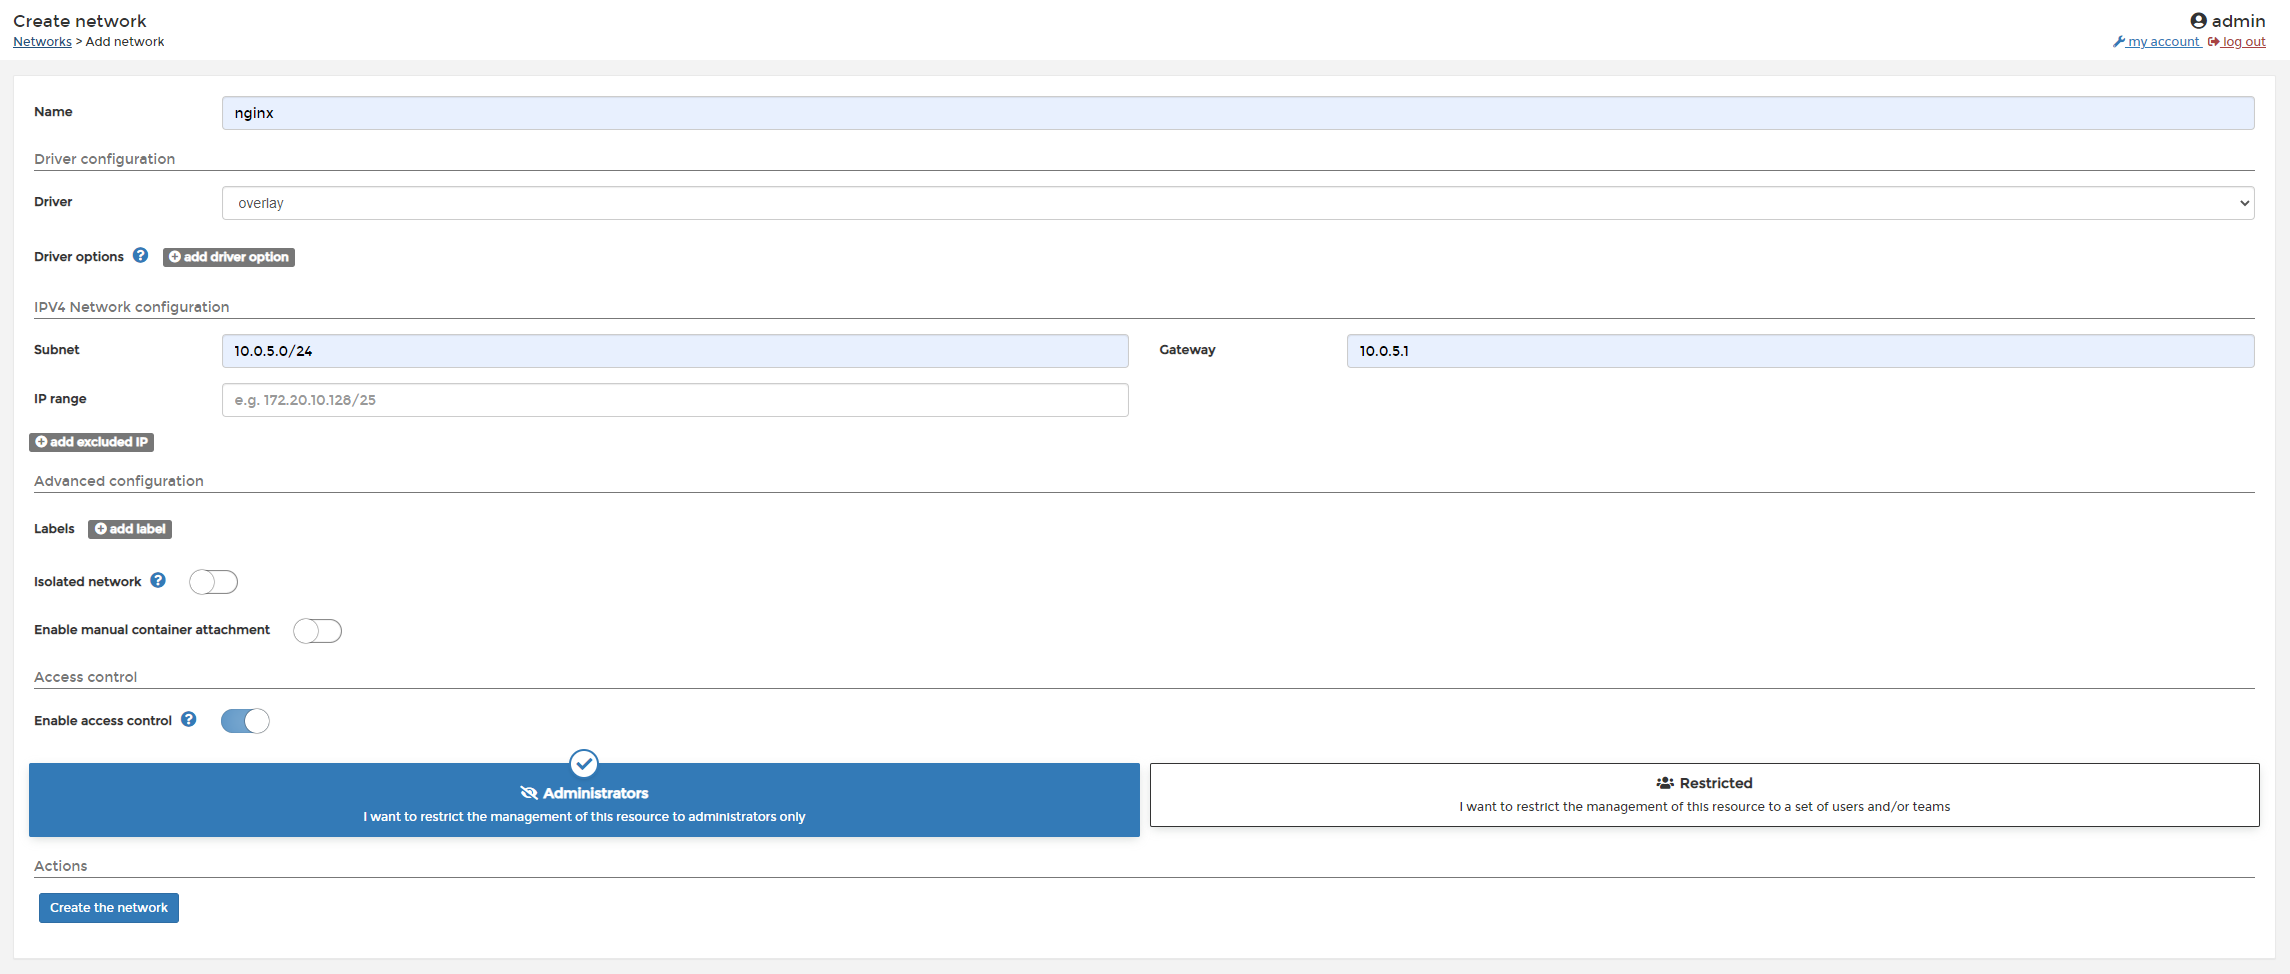 Create network
admin
Networks > Add network
my account log out
Name
nginx
Driver configuration
Driver
overlay
Driver options
add driver option
IPV4 Network configuration
Subnet
10.0.5.0/24
Gateway
10.0.5.1
IP range
e.g. 172.20.10.128/25
add excluded IP
Advanced configuration
Labels
add label
Isolated network
Enable manual container attachment
Access control
Enable access control
Administrators
I want to restrict the management of this resource to administrators only
Restricted
I want to restrict the management of this resource to a set of users and/or teams
Actions
Create the network